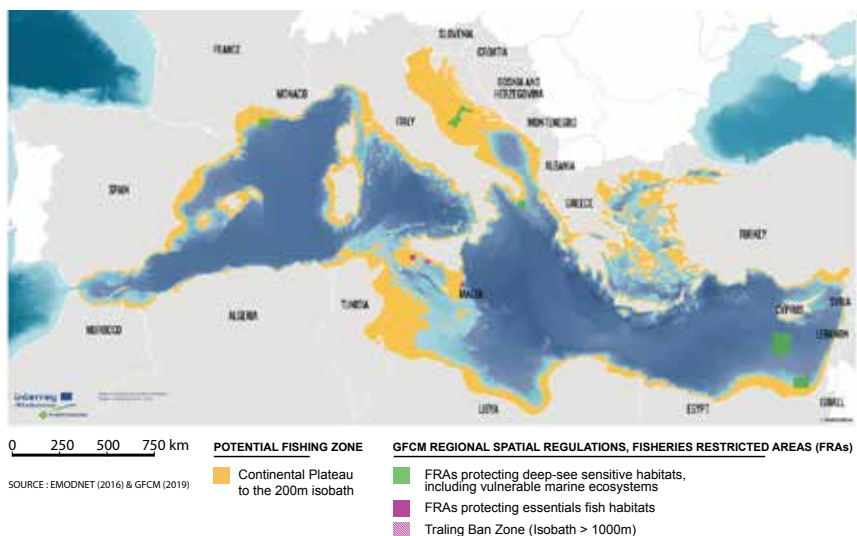 SLOVENIA
FRANCE
CROATIA
BOSNIA AND
HERZEGOVINA
MONACO
ITALY
MONTENEGRO
ALBANIA
SPAIN
GREECE
TURKEY
TUNISIA
MALTA
CYPRUS
SYRIA
LEBANON
MOROCCO
ALGERIA
ISRAEL
LIBYA
EGYPT
interreg
Mediterranean
0 250 500 750 km
SOURCE : EMODNET (2016) & GFCM (2019)
POTENTIAL FISHING ZONE
Continental Plateau
to the 200m isobath
GFCM REGIONAL SPATIAL REGULATIONS, FISHERIES RESTRICTED AREAS (FRAs)
FRAs protecting deep-see sensitive habitats,
including vulnerable marine ecosystems
FRAs protecting essentials fish habitats
Traling Ban Zone (Isobath > 1000m)